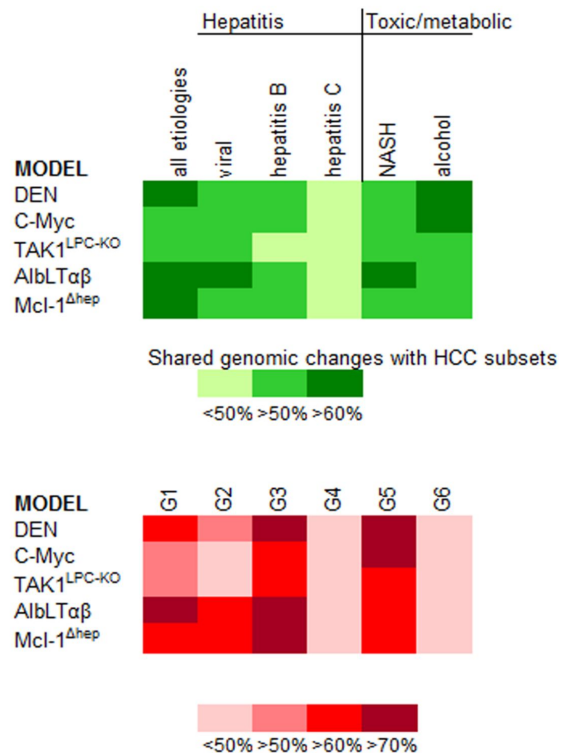 Hepatitis Toxic/metabolic
all etiologies viral hepatitis B hepatitis C NASH alcohol
MODEL
DEN
C-Myc
TAK1LPC-KO
AlbLTαβ
Mcl-1Δhep
Shared genomic changes with HCC subsets
<50% >50% >60%
MODEL G1 G2 G3 G4 G5 G6
DEN
C-Myc
TAK1LPC-KO
AlbLTαβ
Mcl-1Δhep
<50% >50% >60% >70%